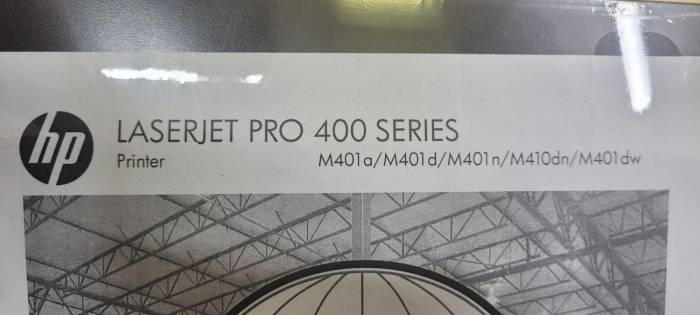 hp
LASERJET PRO 400 SERIES
Printer M401a/M401d/M401n/M410dn/M401dw